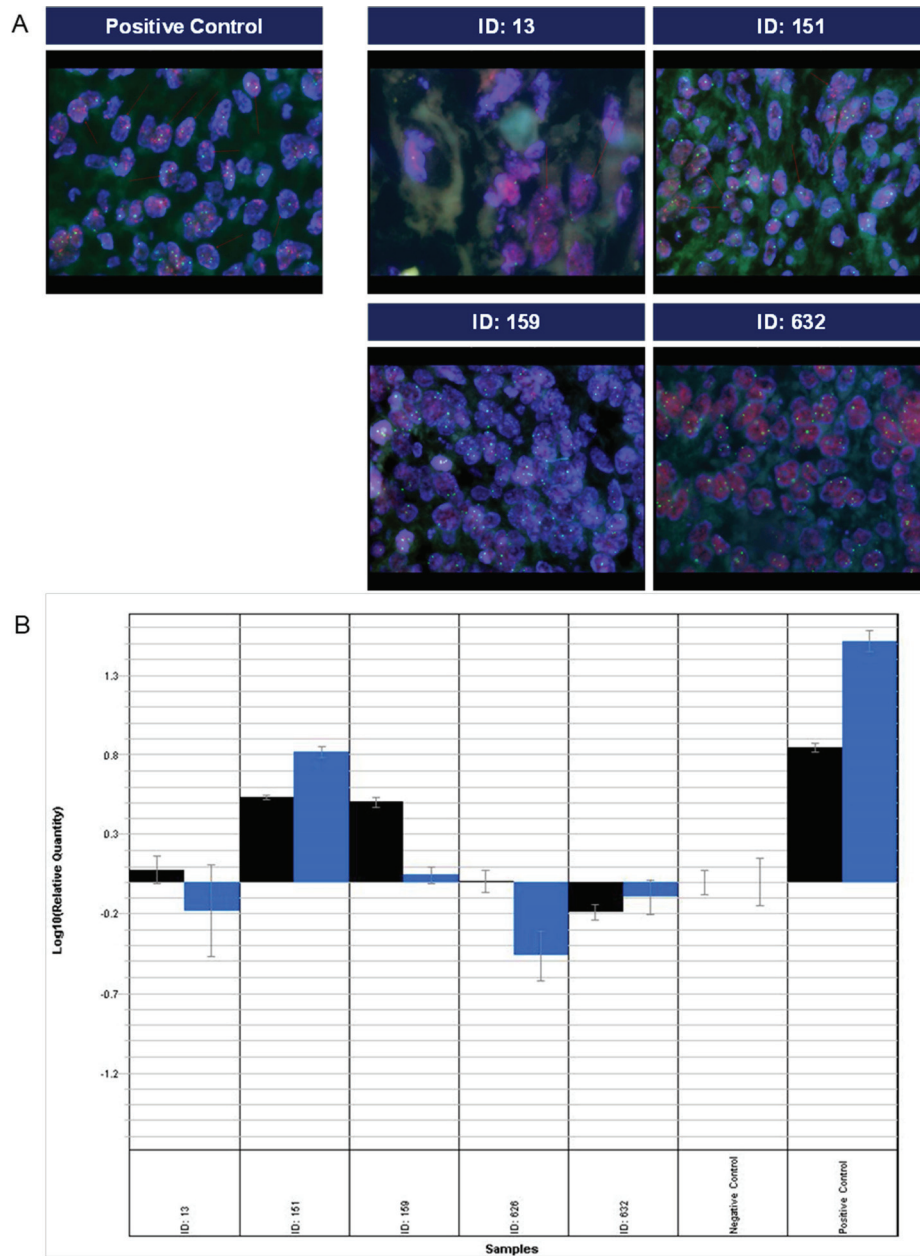 A
Positive Control
ID: 13
ID: 151
ID: 159
ID: 632
B
Log10(Relative Quantity)
1.3
0.8
0.3
-0.2
-0.7
-1.2
ID: 13
ID: 151
ID: 159
ID: 626
ID: 632
Negative Control
Positive Control
Samples